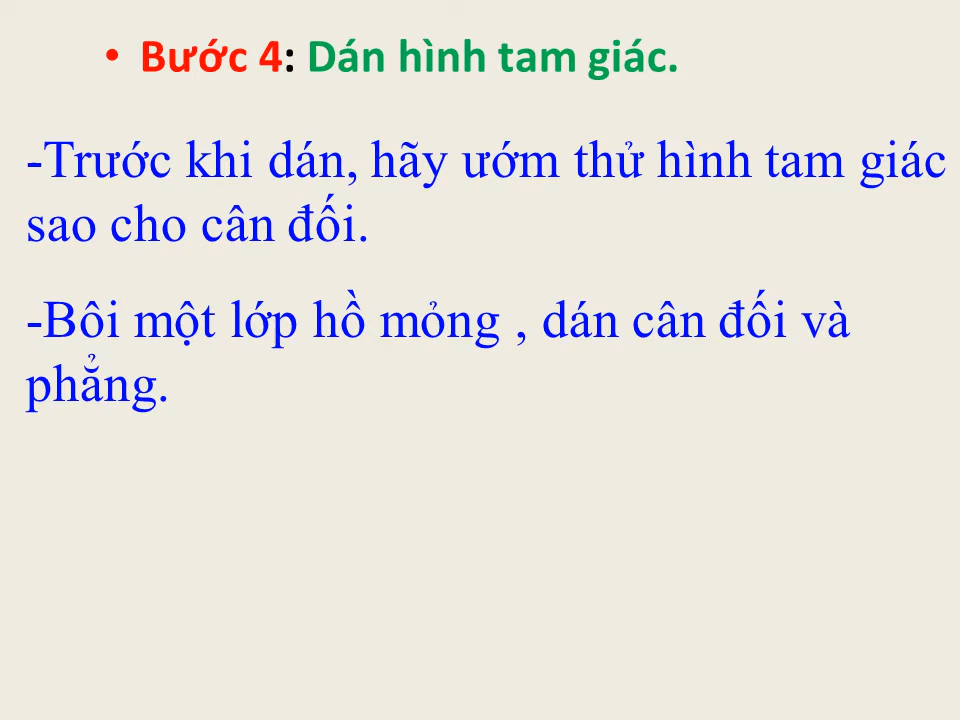 • Bước 4: Dán hình tam giác.
-Trước khi dán, hãy ướm thử hình tam giác
sao cho cân đối.
-Bôi một lớp hồ mỏng , dán cân đối và
phẳng.